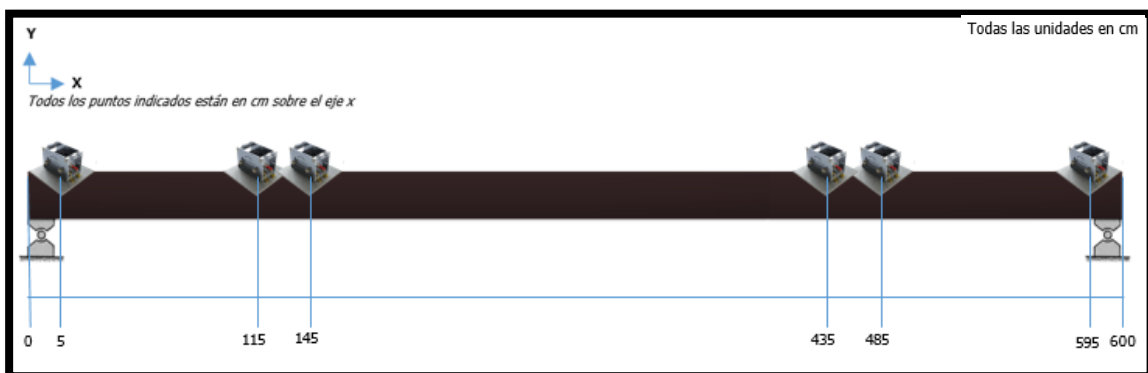 Todas las unidades en cm
Y
X
Todos los puntos indicados están en cm sobre el eje x
0 5 115 145 435 485 595 600